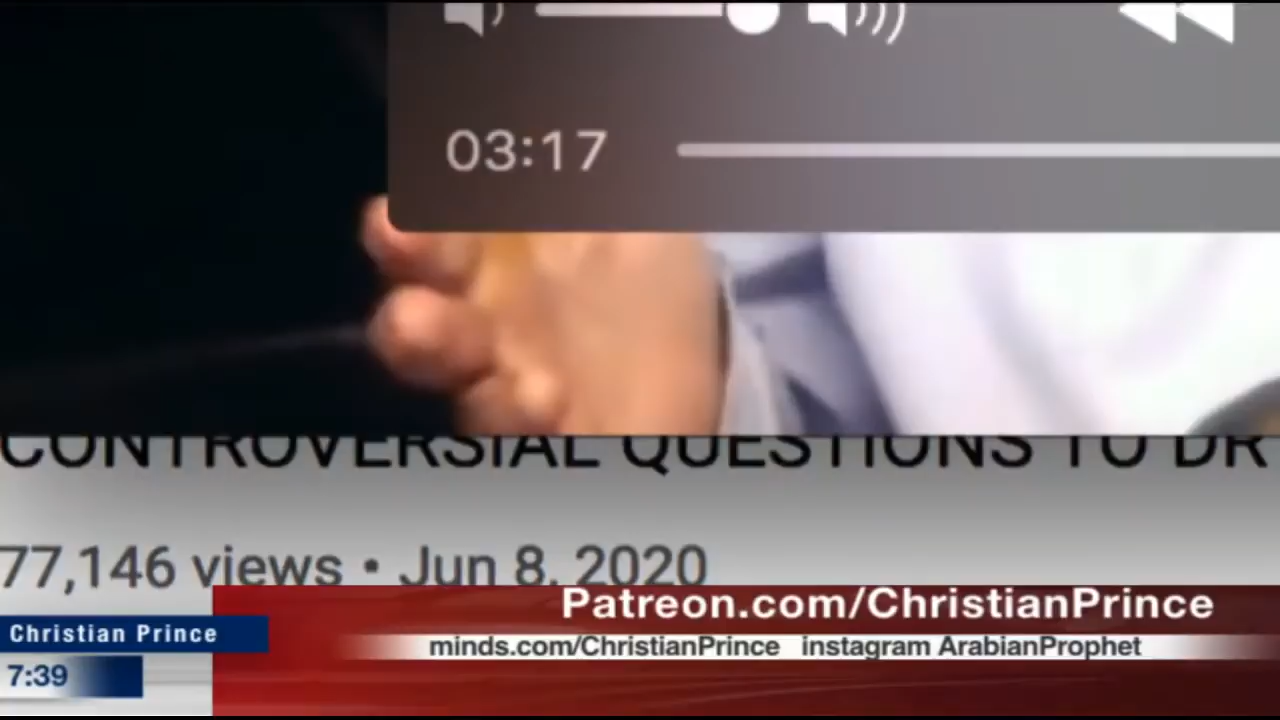 03:17
CONTROVERSIAL QUESTIONS TO DR
77,146 views • Jun 8, 2020
Patreon.com/ChristianPrince
Christian Prince
minds.com/ChristianPrince instagram ArabianProphet
7:39